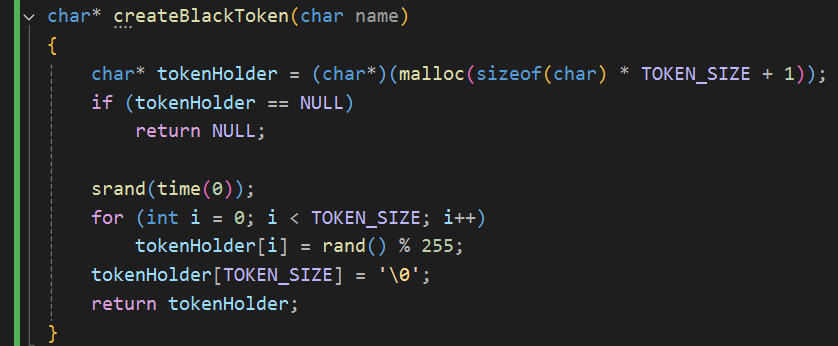 char* createBlackToken(char name)
{
    char* tokenHolder = (char*)(malloc(sizeof(char) * TOKEN_SIZE + 1));
    if (tokenHolder == NULL)
        return NULL;

    srand(time(0));
    for (int i = 0; i < TOKEN_SIZE; i++)
        tokenHolder[i] = rand() % 255;
    tokenHolder[TOKEN_SIZE] = '\0';
    return tokenHolder;
}